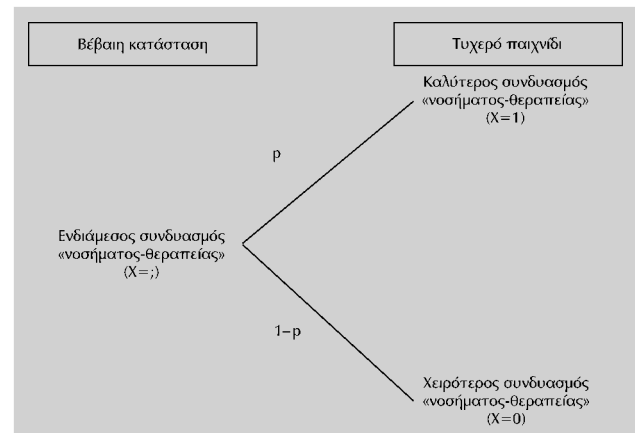 Βέβαιη κατάσταση
Τυχερό παιχνίδι
Καλύτερος συνδυασμός
«νοσήματος-θεραπείας»
(X=1)
p
Ενδιάμεσος συνδυασμός
«νοσήματος-θεραπείας»
(X=;)
1–p
Χειρότερος συνδυασμός
«νοσήματος-θεραπείας»
(X=0)